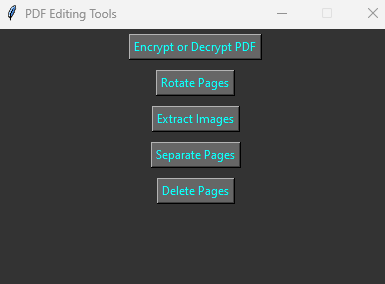 PDF Editing Tools
Encrypt or Decrypt PDF
Rotate Pages
Extract Images
Separate Pages
Delete Pages